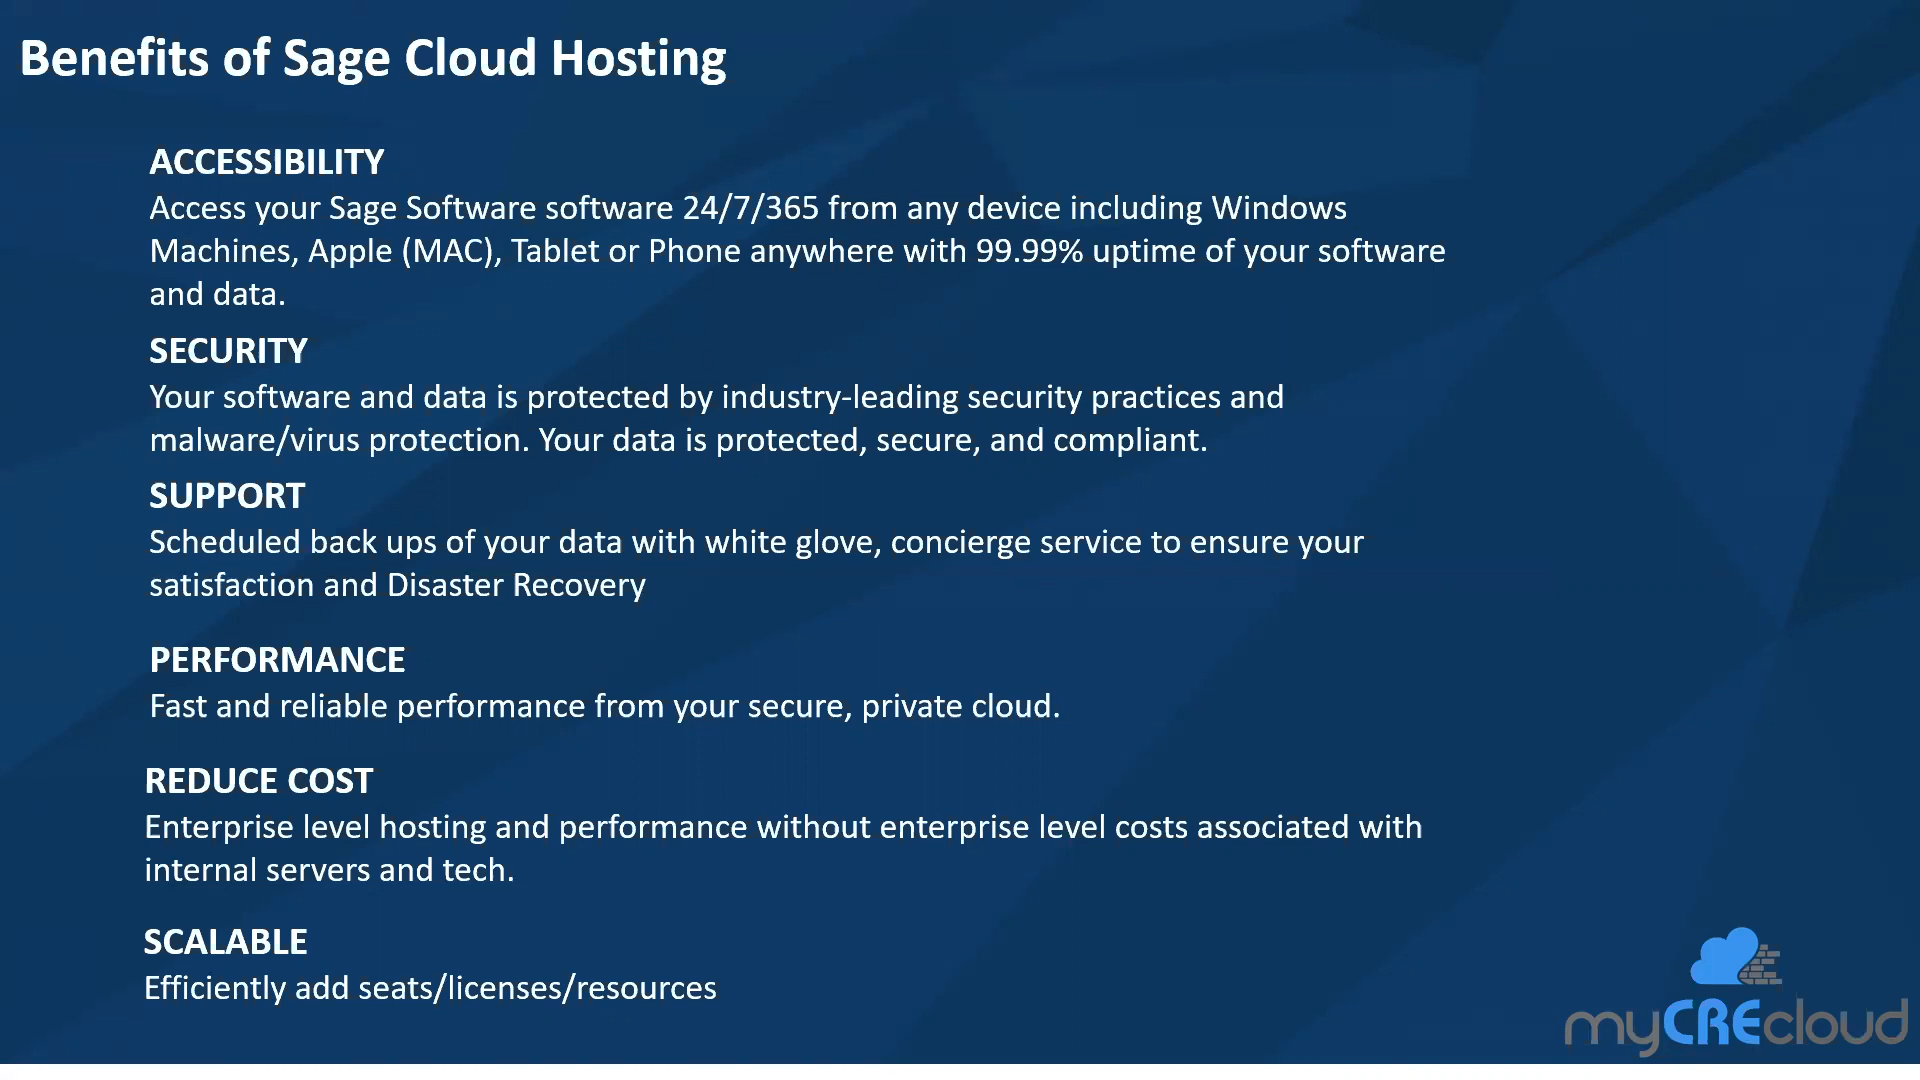 Benefits of Sage Cloud Hosting
ACCESSIBILITY
Access your Sage Software software 24/7/365 from any device including Windows
Machines, Apple (MAC), Tablet or Phone anywhere with 99.99% uptime of your software
and data.
SECURITY
Your software and data is protected by industry-leading security practices and
malware/virus protection. Your data is protected, secure, and compliant.
SUPPORT
Scheduled back ups of your data with white glove, concierge service to ensure your
satisfaction and Disaster Recovery
PERFORMANCE
Fast and reliable performance from your secure, private cloud.
REDUCE COST
Enterprise level hosting and performance without enterprise level costs associated with
internal servers and tech.
SCALABLE
Efficiently add seats/licenses/resources
myCREcloud